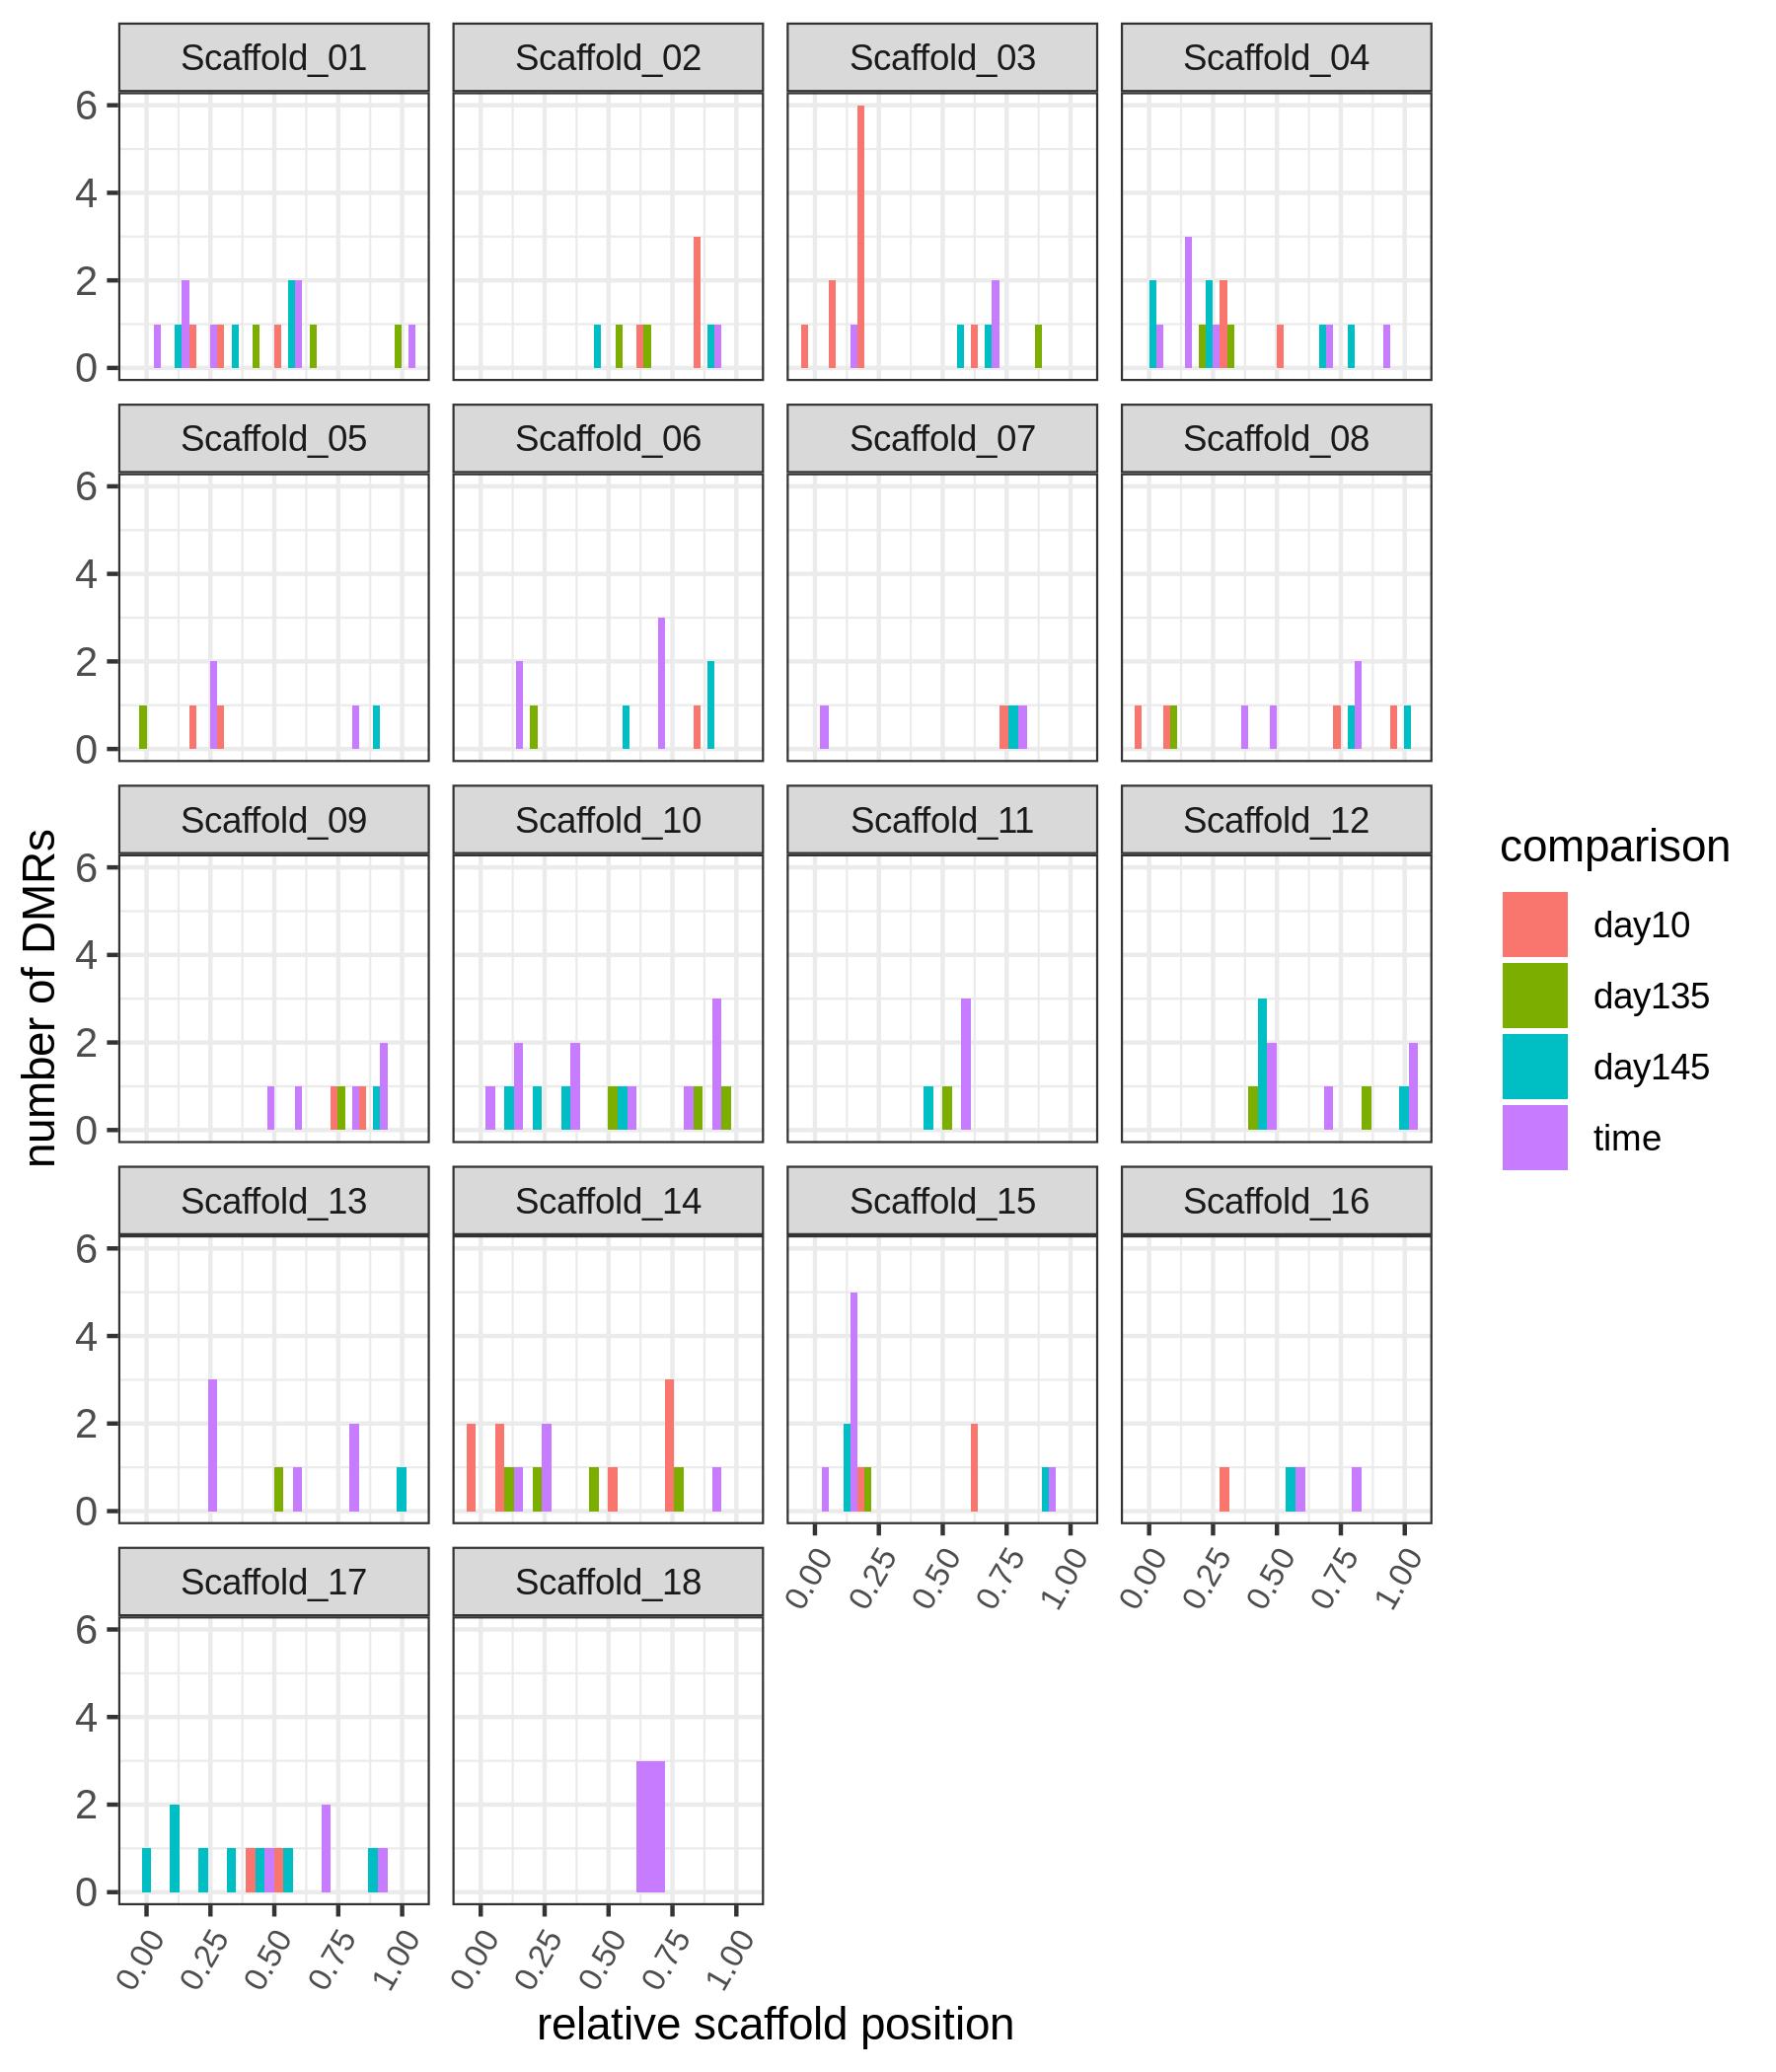 Scaffold_01 Scaffold_02 Scaffold_03 Scaffold_04
6
4
2
0
Scaffold_05 Scaffold_06 Scaffold_07 Scaffold_08
6
4
2
0
Scaffold_09 Scaffold_10 Scaffold_11 Scaffold_12
6
4
2
0
Scaffold_13 Scaffold_14 Scaffold_15 Scaffold_16
6
4
2
0
0.00 0.25 0.50 0.75 1.00 0.00 0.25 0.50 0.75 1.00
Scaffold_17 Scaffold_18
6
4
2
0
0.00 0.25 0.50 0.75 1.00 0.00 0.25 0.50 0.75 1.00
relative scaffold position
number of DMRs
comparison
day10
day135
day145
time